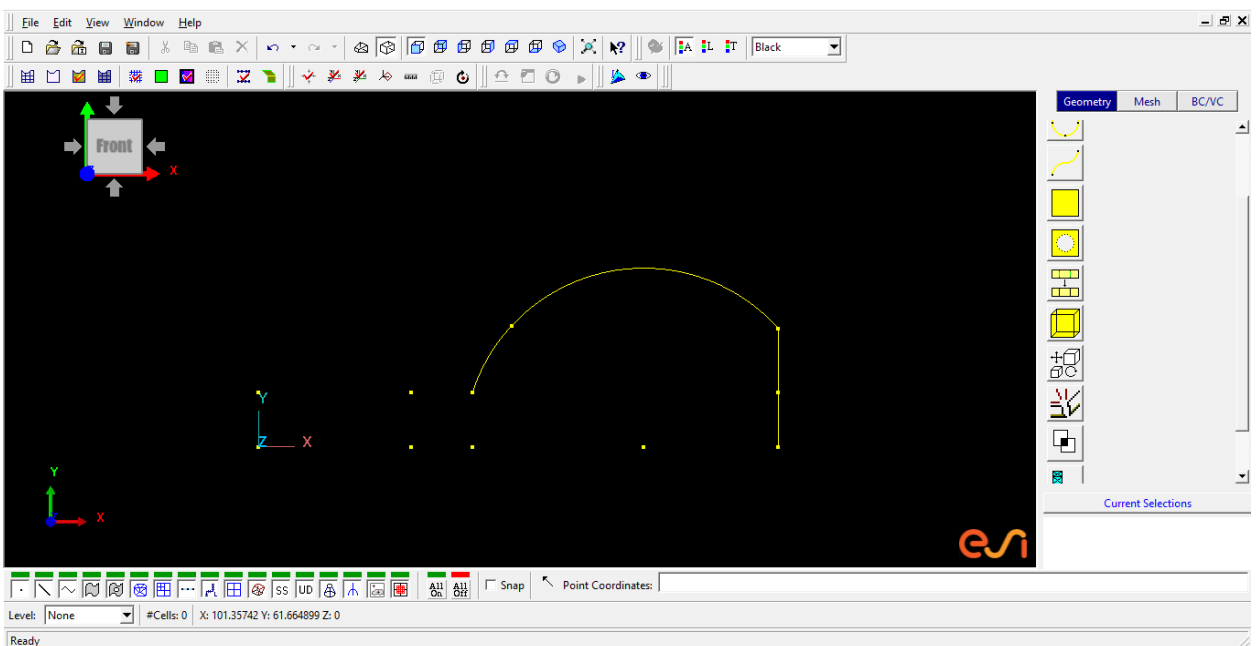 File Edit View Window Help
A L T Black
Geometry Mesh BC/VC
Front
X
Y
Z X
Y
X
Current Selections
esi
SS UD All On All Off Snap Point Coordinates:
Level: None #Cells: 0 X: 101.35742 Y: 61.664899 Z: 0
Ready